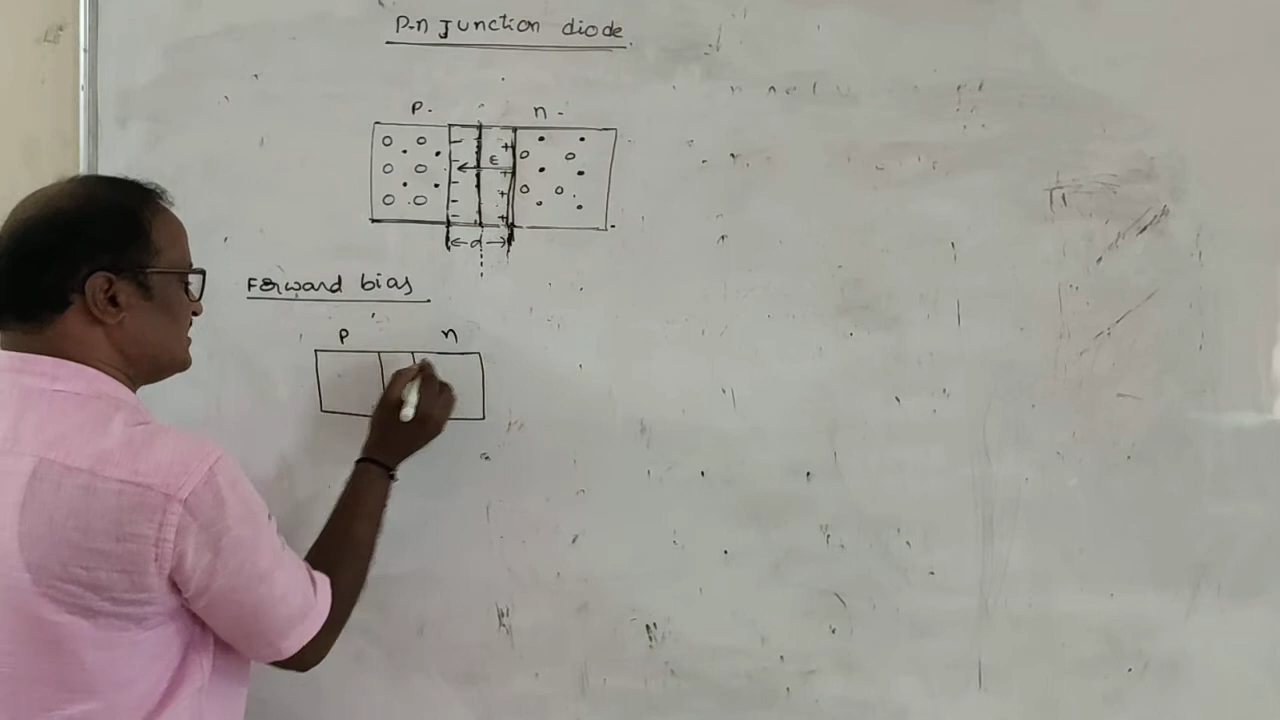 P-n Junction diode
P- n-
- +
- E
- +
- +
- +
d
Forward bias
P n